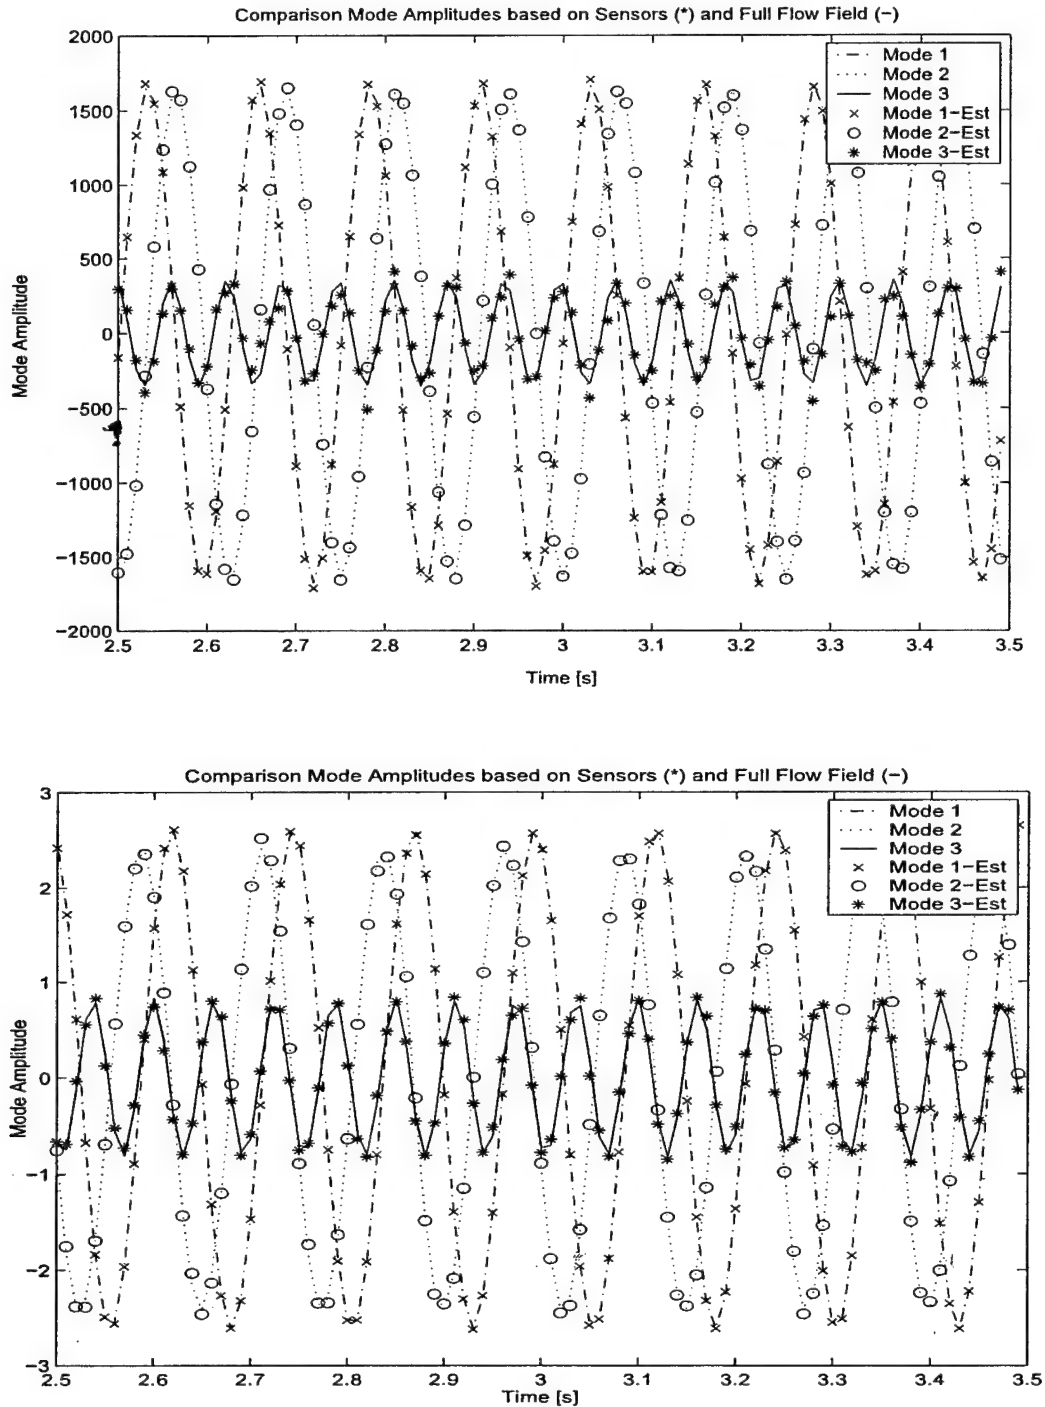 Comparison Mode Amplitudes based on Sensors (*) and Full Flow Field (−)
2000
1500
1000
500
0
−500
−1000
−1500
−2000
Mode Amplitude
Mode 1
Mode 2
Mode 3
Mode 1−Est
Mode 2−Est
Mode 3−Est
2.5 2.6 2.7 2.8 2.9 3 3.1 3.2 3.3 3.4 3.5
Time [s]
Comparison Mode Amplitudes based on Sensors (*) and Full Flow Field (−)
3
2
1
0
−1
−2
−3
Mode Amplitude
Mode 1
Mode 2
Mode 3
Mode 1−Est
Mode 2−Est
Mode 3−Est
2.5 2.6 2.7 2.8 2.9 3 3.1 3.2 3.3 3.4 3.5
Time [s]